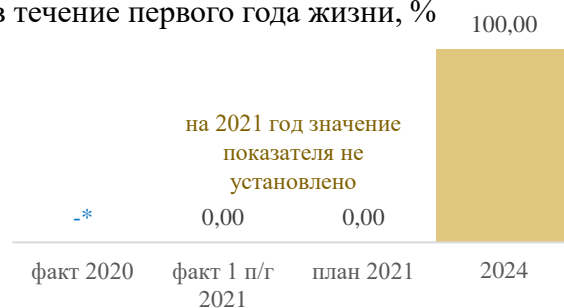 в течение первого года жизни, %
100,00
на 2021 год значение
показателя не
установлено
-*
0,00
0,00
факт 2020
факт 1 п/г
2021
план 2021
2024